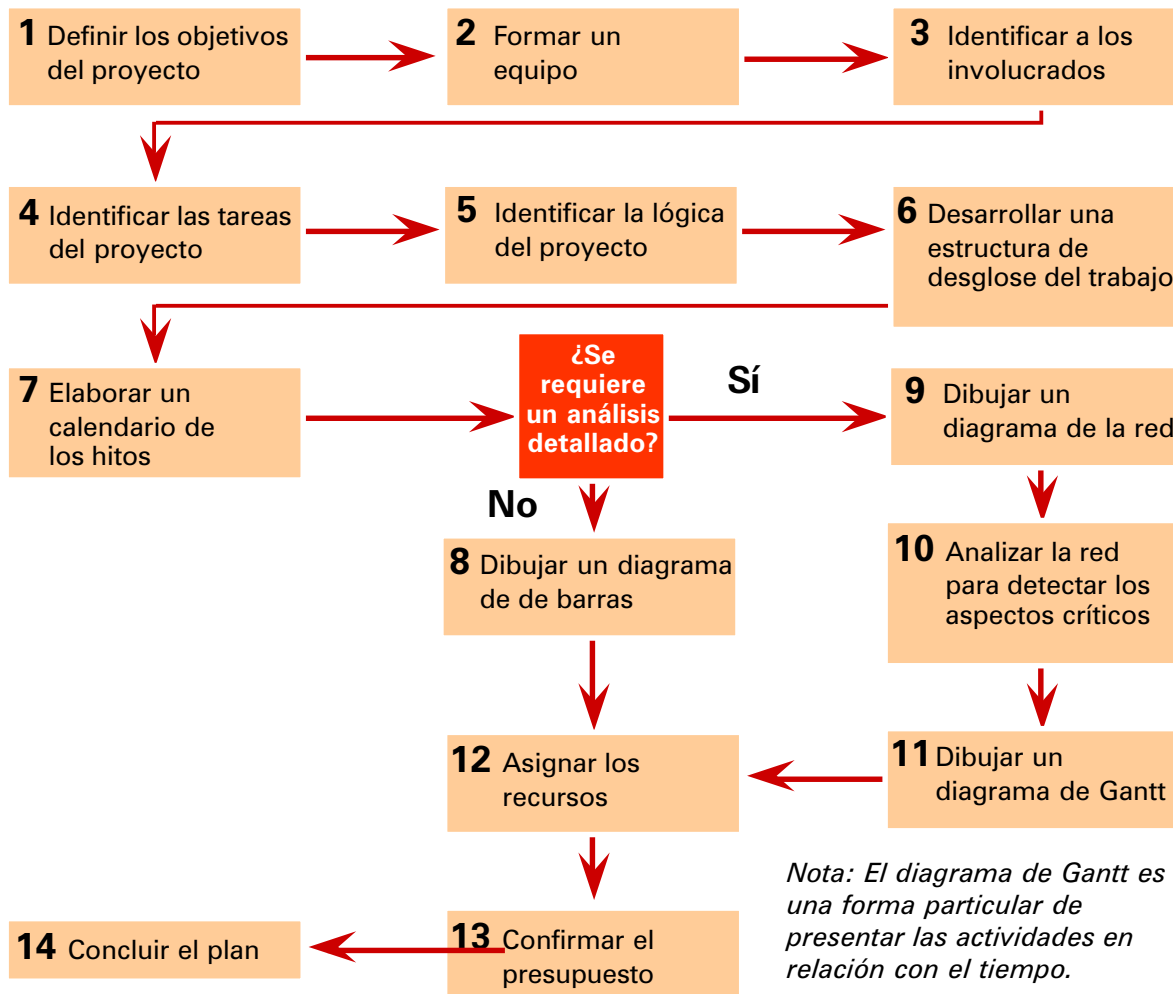 1 Definir los objetivos
del proyecto
2 Formar un
equipo
3 Identificar a los
involucrados
4 Identificar las tareas
del proyecto
5 Identificar la lógica
del proyecto
6 Desarrollar una
estructura de
desglose del trabajo
7 Elaborar un
calendario de
los hitos
¿Se
requiere
un análisis
detallado?
Sí
No
9 Dibujar un
diagrama de la red
8 Dibujar un diagrama
de de barras
10 Analizar la red
para detectar los
aspectos críticos
11 Dibujar un
diagrama de Gantt
12 Asignar los
recursos
13 Confirmar el
presupuesto
14 Concluir el plan
Nota: El diagrama de Gantt es
una forma particular de
presentar las actividades en
relación con el tiempo.